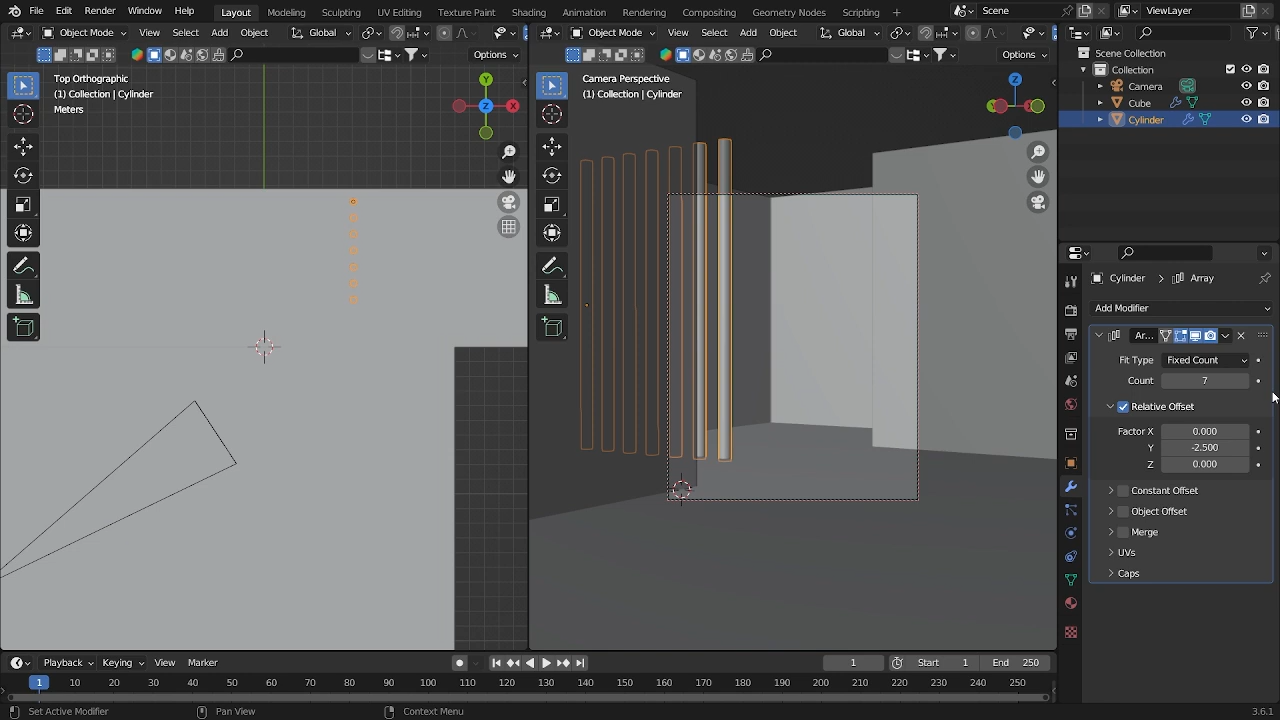 File Edit Render Window Help Layout Modeling Sculpting UV Editing Texture Paint Shading Animation Rendering Compositing Geometry Nodes Scripting + Scene ViewLayer
Object Mode View Select Add Object Global Object Mode View Select Add Object Global
Options Options
Top Orthographic
(1) Collection | Cylinder
Meters
Y
Z
X
Camera Perspective
(1) Collection | Cylinder
Z
Scene Collection
Collection
Camera
Cube
Cylinder
Cylinder Array
Add Modifier
Ar...
Fit Type Fixed Count
Count 7
Relative Offset
Factor X 0.000
Y -2.500
Z 0.000
Constant Offset
Object Offset
Merge
UVs
Caps
Playback Keying View Marker 1 Start 1 End 250
1 10 20 30 40 50 60 70 80 90 100 110 120 130 140 150 160 170 180 190 200 210 220 230 240 250
Set Active Modifier Pan View Context Menu 3.6.1